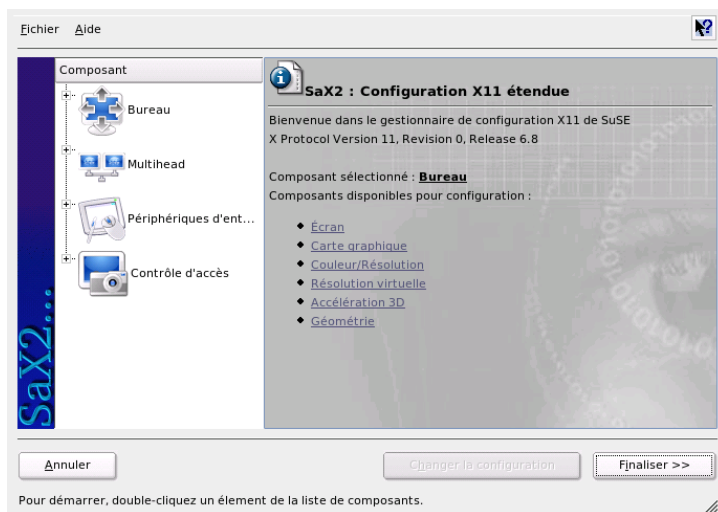 Fichier Aide
Composant
Bureau
Multihead
Périphériques d'ent...
Contrôle d'accès
SaX2...
SaX2 : Configuration X11 étendue
Bienvenue dans le gestionnaire de configuration X11 de SuSE
X Protocol Version 11, Revision 0, Release 6.8
Composant sélectionné : Bureau
Composants disponibles pour configuration :
Écran
Carte graphique
Couleur/Résolution
Résolution virtuelle
Accélération 3D
Géométrie
Annuler
Changer la configuration
Finaliser >>
Pour démarrer, double-cliquez un élement de la liste de composants.